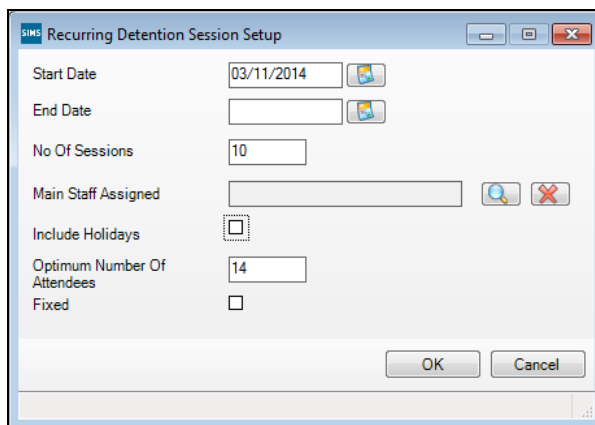 SIMS Recurring Detention Session Setup
Start Date 03/11/2014
End Date
No Of Sessions 10
Main Staff Assigned
Include Holidays
Optimum Number Of
Attendees 14
Fixed
OK Cancel